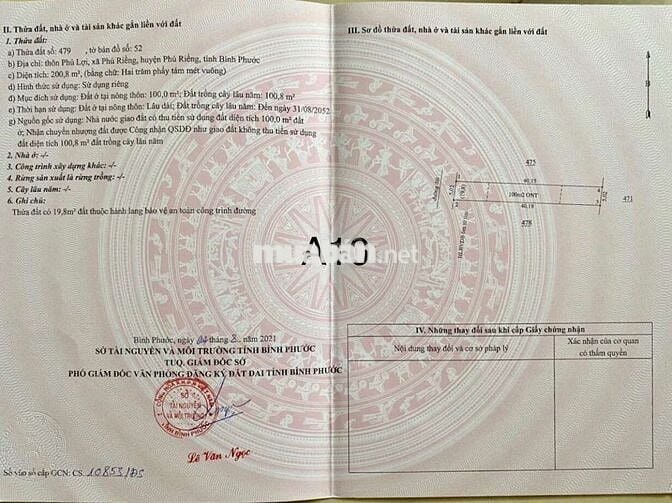 II. Thửa đất, nhà ở và tài sản khác gắn liền với đất
1. Thửa đất:
a) Thửa đất số: 479 , tờ bản đồ số: 52
b) Địa chỉ: thôn Phú Lợi, xã Phú Riềng, huyện Phú Riềng, tỉnh Bình Phước
c) Diện tích: 200,8 m², (bằng chữ: Hai trăm phẩy tám mét vuông)
d) Hình thức sử dụng: Sử dụng riêng
đ) Mục đích sử dụng: Đất ở tại nông thôn: 100,0 m²; Đất trồng cây lâu năm: 100,8 m²
e) Thời hạn sử dụng: Đất ở tại nông thôn: Lâu dài; Đất trồng cây lâu năm: Đến ngày 31/08/2052
g) Nguồn gốc sử dụng: Nhà nước giao đất có thu tiền sử dụng đất diện tích 100,0 m² đất
ở; Nhận chuyển nhượng đất được Công nhận QSDĐ như giao đất không thu tiền sử dụng
đất diện tích 100,8 m² đất trồng cây lâu năm
2. Nhà ở: -/-
3. Công trình xây dựng khác: -/-
4. Rừng sản xuất là rừng trồng: -/-
5. Cây lâu năm: -/-
6. Ghi chú:
Thửa đất có 19,8m² đất thuộc hành lang bảo vệ an toàn công trình đường
Bình Phước, ngày 04 tháng 8 năm 2021
SỞ TÀI NGUYÊN VÀ MÔI TRƯỜNG TỈNH BÌNH PHƯỚC
TUQ. GIÁM ĐỐC SỞ
PHÓ GIÁM ĐỐC VĂN PHÒNG ĐĂNG KÝ ĐẤT ĐAI TỈNH BÌNH PHƯỚC
SỞ
TÀI NGUYÊN
VÀ MÔI TRƯỜNG
TỈNH BÌNH PHƯỚC
Lê Văn Ngọc
Số vào sổ cấp GCN: CS 10853/ĐS
A10
muaban.net
III. Sơ đồ thửa đất, nhà ở và tài sản khác gắn liền với đất
475
40,15
5,02
100m2 ONT
5,02
471
40,19
478
IV. Những thay đổi sau khi cấp Giấy chứng nhận
Nội dung thay đổi và cơ sở pháp lý
Xác nhận của cơ quan
có thẩm quyền